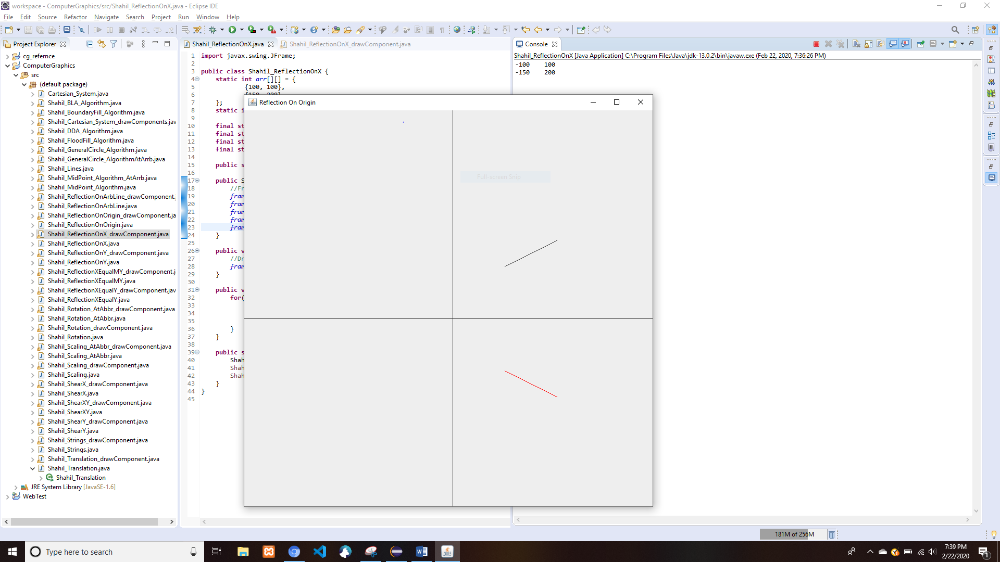 workspace - ComputerGraphics/src/Shahil_ReflectionOnX.java - Eclipse IDE
File Edit Source Refactor Navigate Search Project Run Window Help
Project Explorer
cg_refernce
ComputerGraphics
src
(default package)
Cartesian_System.java
Shahil_BLA_Algorithm.java
Shahil_BoundaryFill_Algorithm.java
Shahil_Cartesian_System_drawComponents.jav
Shahil_DDA_Algorithm.java
Shahil_FloodFill_Algorithm.java
Shahil_GeneralCircle_Algorithm.java
Shahil_GeneralCircle_AlgorithmAtArrb.java
Shahil_Lines.java
Shahil_MidPoint_Algorithm_AtArrb.java
Shahil_MidPoint_Algorithm.java
Shahil_ReflectionOnArbLine_drawComponent.
Shahil_ReflectionOnArbLine.java
Shahil_ReflectionOnOrigin_drawComponent.ja
Shahil_ReflectionOnOrigin.java
Shahil_ReflectionOnX_drawComponent.java
Shahil_ReflectionOnX.java
Shahil_ReflectionOnY_drawComponent.java
Shahil_ReflectionOnY.java
Shahil_ReflectionXEqualMY_drawComponent.j
Shahil_ReflectionXEqualMY.java
Shahil_ReflectionXEqualY_drawComponent.jav
Shahil_ReflectionXEqualY.java
Shahil_Rotation_AtAbbr_drawComponent.java
Shahil_Rotation_AtAbbr.java
Shahil_Rotation_drawComponent.java
Shahil_Rotation.java
Shahil_Scaling_AtAbbr_drawComponent.java
Shahil_Scaling_AtAbbr.java
Shahil_Scaling_drawComponent.java
Shahil_Scaling.java
Shahil_ShearX_drawComponent.java
Shahil_ShearX.java
Shahil_ShearXY_drawComponent.java
Shahil_ShearXY.java
Shahil_ShearY_drawComponent.java
Shahil_ShearY.java
Shahil_Strings_drawComponent.java
Shahil_Strings.java
Shahil_Translation_drawComponent.java
Shahil_Translation.java
Shahil_Translation
JRE System Library [JavaSE-1.6]
WebTest
Shahil_ReflectionOnX.java Shahil_ReflectionOnX_drawComponent.java
1 import javax.swing.JFrame;
2
3 public class Shahil_ReflectionOnX {
4 static int arr[][] = {
5 {100, 100},
6 {150, 200}
7 };
8 static i
9
10 final st
11 final st
12 final st
13 final st
14
15 public s
16
17 public S
18 //Fr
19 fram
20 fram
21 fram
22 fram
23 fram
24 }
25
26 public v
27 //Dr
28 fram
29 }
30
31 public v
32 for(
33
34
35
36 }
37 }
38
39 public s
40 Shah
41 Shah
42 Shah
43 }
44 }
45
Reflection On Origin
Full-screen Snip
Console
Shahil_ReflectionOnX [Java Application] C:\Program Files\Java\jdk-13.0.2\bin\javaw.exe (Feb 22, 2020, 7:36:26 PM)
-100 100
-150 200
181M of 256M
Type here to search
7:39 PM
2/22/2020
1